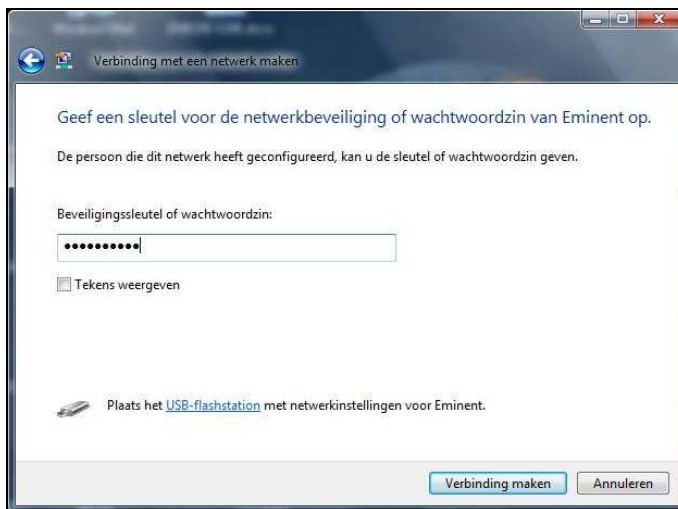 Verbinding met een netwerk maken
Geef een sleutel voor de netwerkbeveiliging of wachtwoordzin van Eminent op.
De persoon die dit netwerk heeft geconfigureerd, kan u de sleutel of wachtwoordzin geven.
Beveiligingssleutel of wachtwoordzin:
••••••••••
Tekens weergeven
Plaats het USB-flashstation met netwerkinstellingen voor Eminent.
Verbinding maken Annuleren